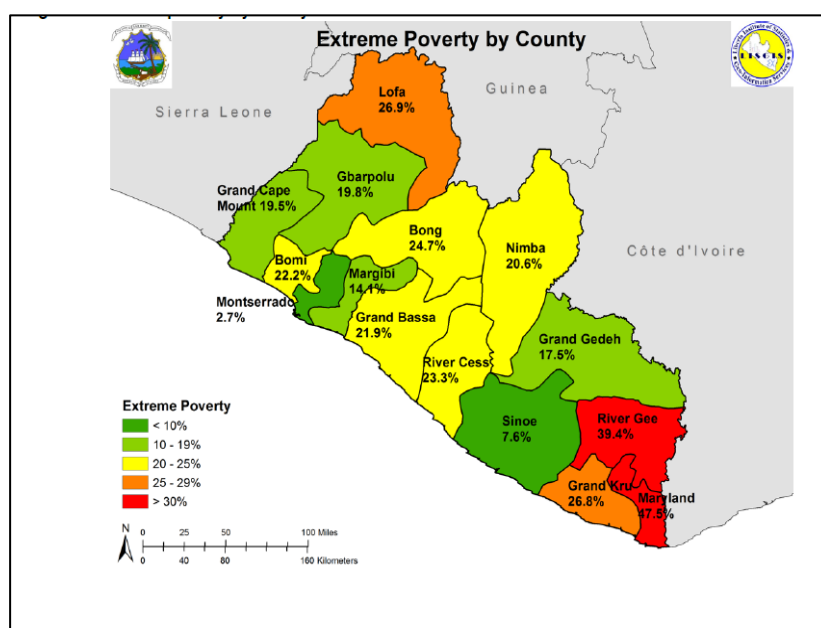 Extreme Poverty by County
Sierra Leone
Guinea
Côte d'Ivoire
Lofa
26.9%
Gbarpolu
19.8%
Grand Cape
Mount 19.5%
Bong
24.7%
Nimba
20.6%
Bomi
22.2%
Margibi
14.1%
Montserrado
2.7%
Grand Bassa
21.9%
River Cess
23.3%
Grand Gedeh
17.5%
Sinoe
7.6%
River Gee
39.4%
Grand Kru
26.8%
Maryland
47.5%
Extreme Poverty
< 10%
10 - 19%
20 - 25%
25 - 29%
> 30%
N
0 25 50 100 Miles
0 40 80 160 Kilometers
LISGIS